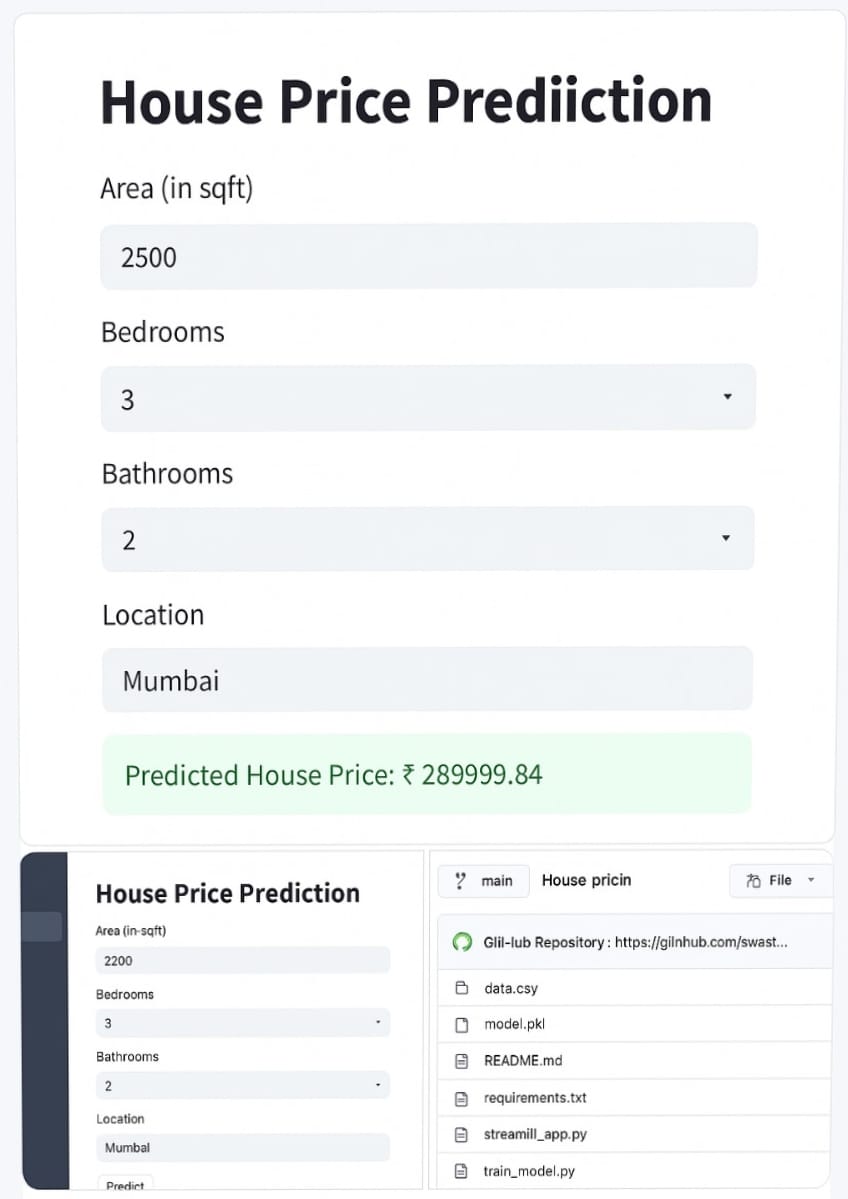 House Price Prediiction
Area (in sqft)
2500
Bedrooms
3
Bathrooms
2
Location
Mumbai
Predicted House Price: ₹ 289999.84
House Price Prediction
Area (in-sqft)
2200
Bedrooms
3
Bathrooms
2
Location
Mumbal
Predict
main House pricin File
Glil-lub Repository : https://gilnhub.com/swast...
data.csy
model.pkl
README.md
requirements.txt
streamill_app.py
train_model.py